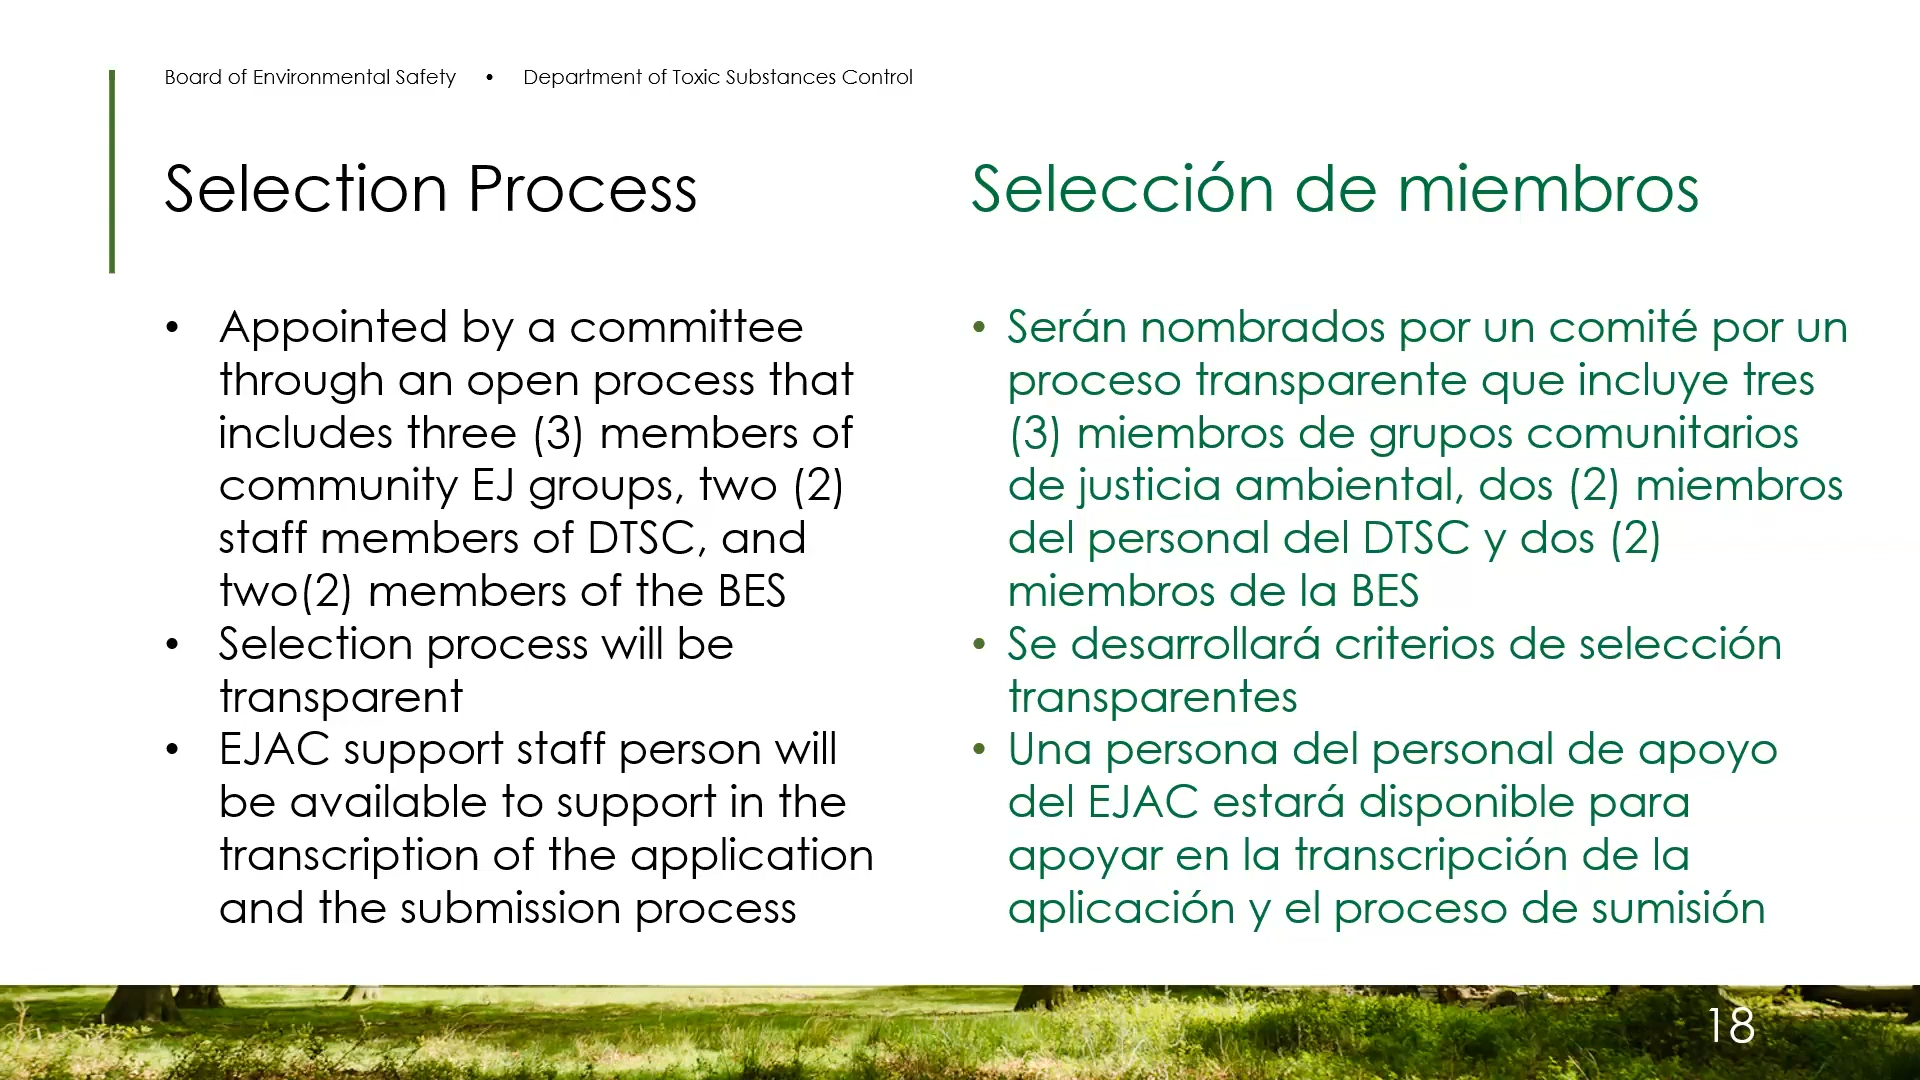 Board of Environmental Safety • Department of Toxic Substances Control
Selection Process
• Appointed by a committee
through an open process that
includes three (3) members of
community EJ groups, two (2)
staff members of DTSC, and
two(2) members of the BES
• Selection process will be
transparent
• EJAC support staff person will
be available to support in the
transcription of the application
and the submission process
Selección de miembros
• Serán nombrados por un comité por un
proceso transparente que incluye tres
(3) miembros de grupos comunitarios
de justicia ambiental, dos (2) miembros
del personal del DTSC y dos (2)
miembros de la BES
• Se desarrollará criterios de selección
transparentes
• Una persona del personal de apoyo
del EJAC estará disponible para
apoyar en la transcripción de la
aplicación y el proceso de sumisión
18